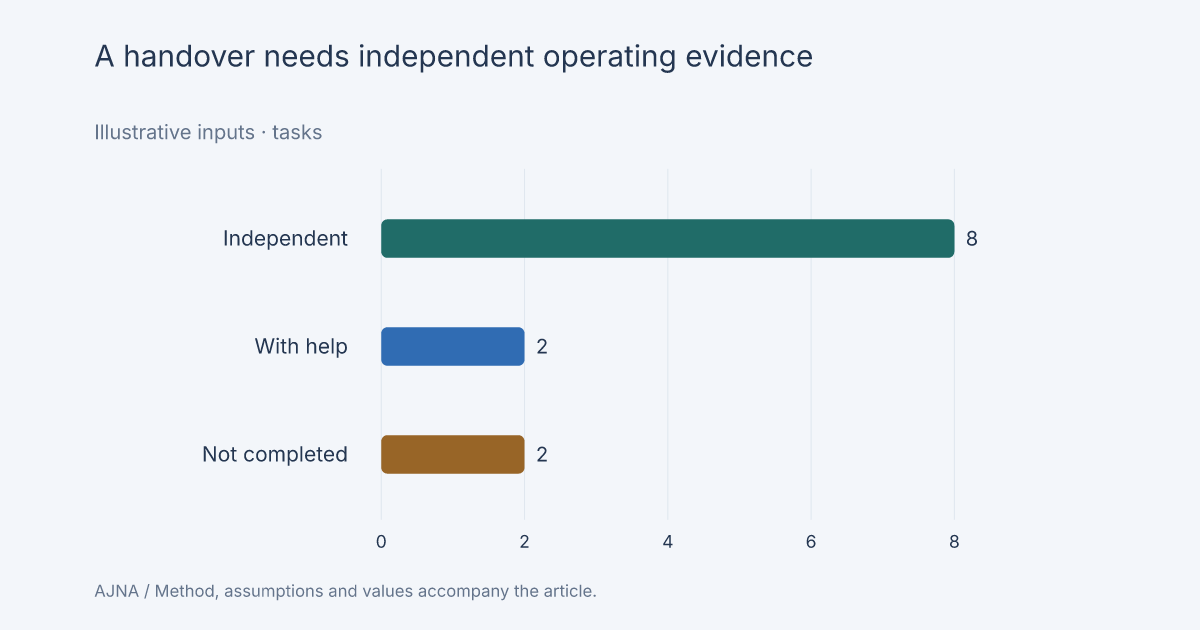 A handover needs independent operating evidence
Illustrative inputs · tasks
Independent 8
With help 2
Not completed 2
0 2 4 6 8
AJNA / Method, assumptions and values accompany the article.